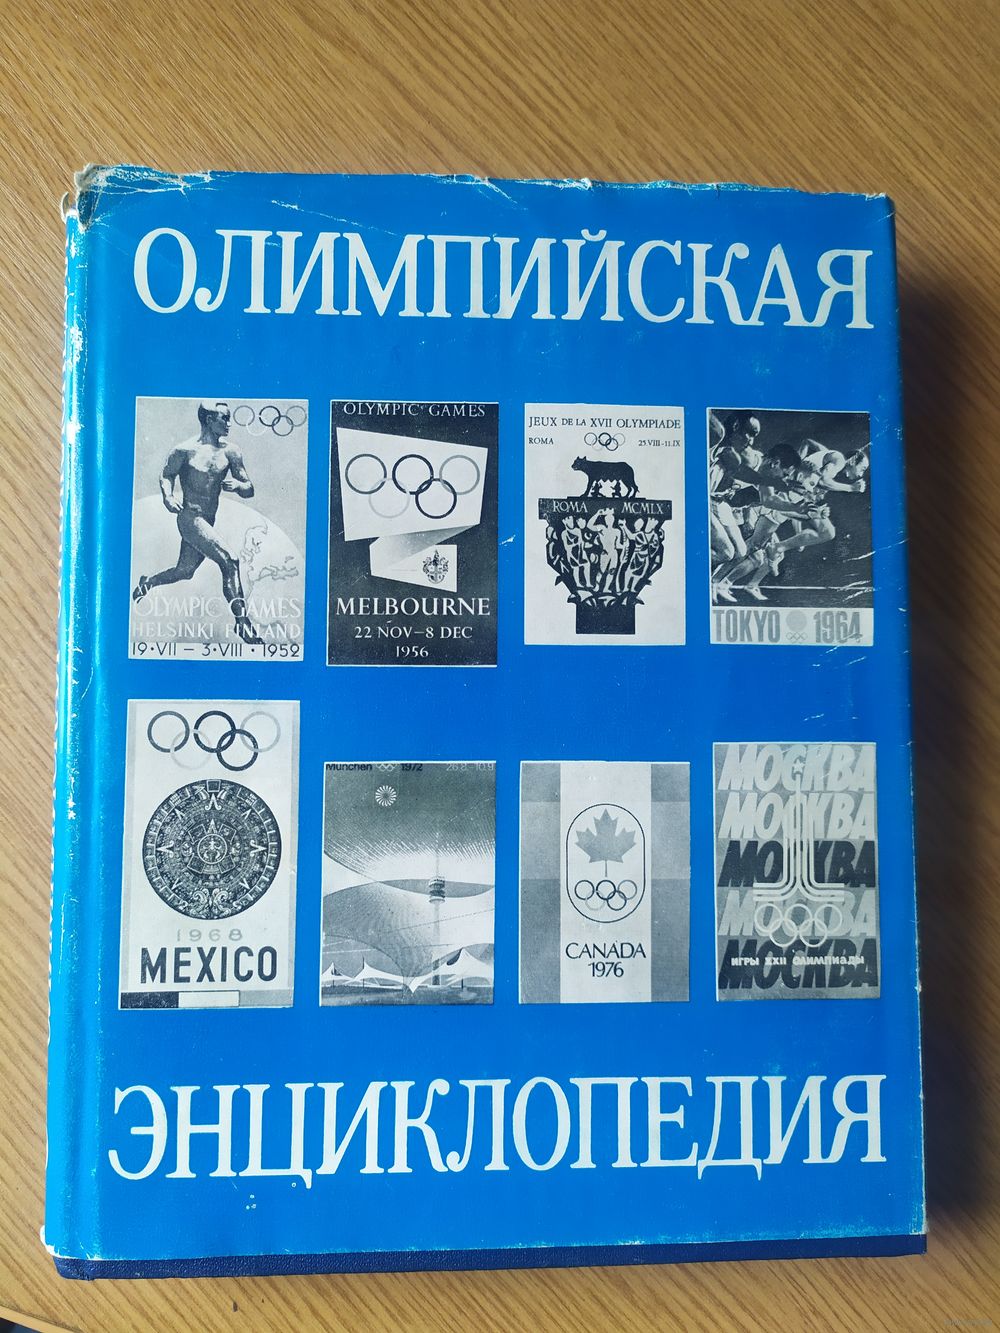 ОЛИМПИЙСКАЯ
OLYMPIC GAMES
HELSINKI FINLAND
19·VII – 3·VIII · 1952
OLYMPIC GAMES
MELBOURNE
22 NOV–8 DEC
1956
JEUX DE LA XVII OLYMPIADE
ROMA 25.VIII–11.IX
ROMA MCMLX
TOKYO 1964
1968
MEXICO
München 1972
CANADA
1976
МОСКВА
МОСКВА
МОСКВА
МОСКВА
ИГРЫ XXII ОЛИМПИАДЫ
МОСКВА
ЭНЦИКЛОПЕДИЯ